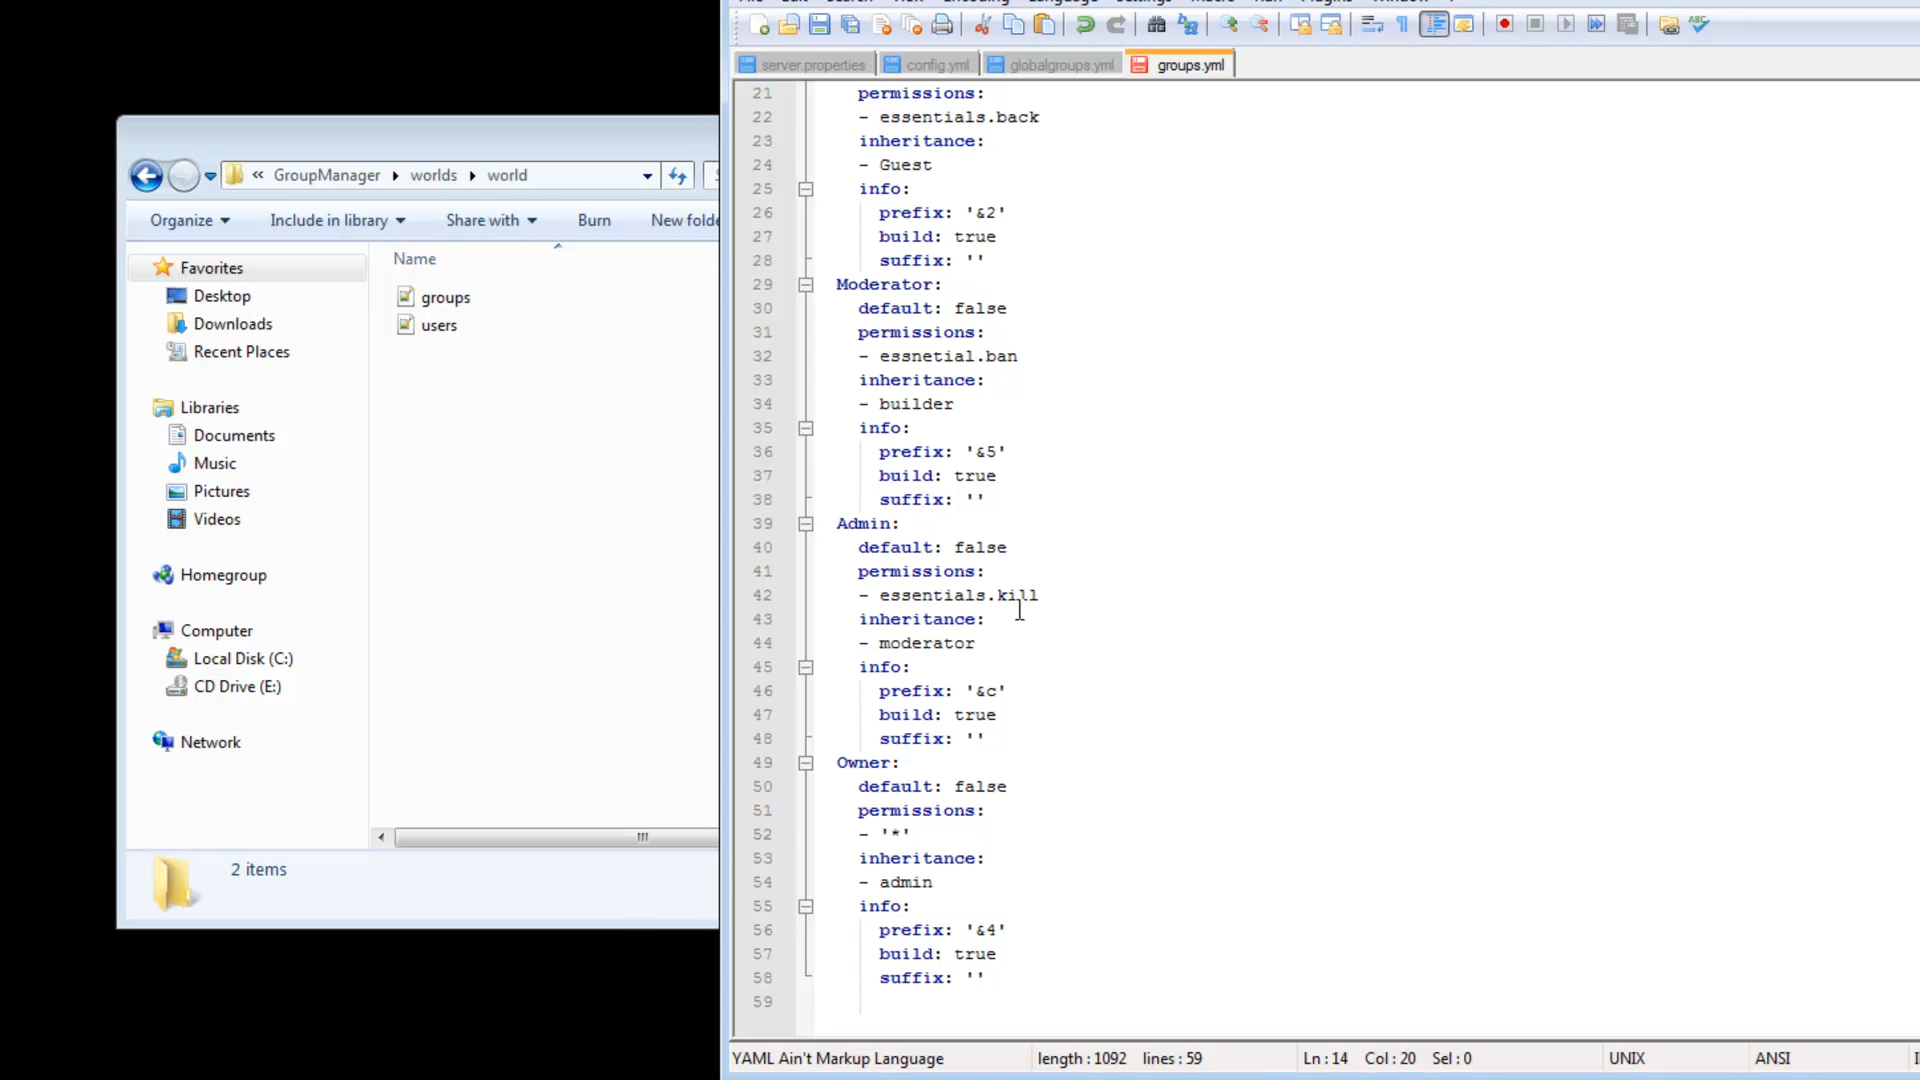 server.properties config.yml globalgroups.yml groups.yml
« GroupManager worlds world
Organize Include in library Share with Burn New folde
Favorites
Desktop
Downloads
Recent Places
Libraries
Documents
Music
Pictures
Videos
Homegroup
Computer
Local Disk (C:)
CD Drive (E:)
Network
Name
groups
users
2 items
21 permissions:
22 - essentials.back
23 inheritance:
24 - Guest
25 info:
26 prefix: '&2'
27 build: true
28 suffix: ''
29 Moderator:
30 default: false
31 permissions:
32 - essnetial.ban
33 inheritance:
34 - builder
35 info:
36 prefix: '&5'
37 build: true
38 suffix: ''
39 Admin:
40 default: false
41 permissions:
42 - essentials.kill
43 inheritance:
44 - moderator
45 info:
46 prefix: '&c'
47 build: true
48 suffix: ''
49 Owner:
50 default: false
51 permissions:
52 - '*'
53 inheritance:
54 - admin
55 info:
56 prefix: '&4'
57 build: true
58 suffix: ''
59
YAML Ain't Markup Language length : 1092 lines : 59 Ln : 14 Col : 20 Sel : 0 UNIX ANSI